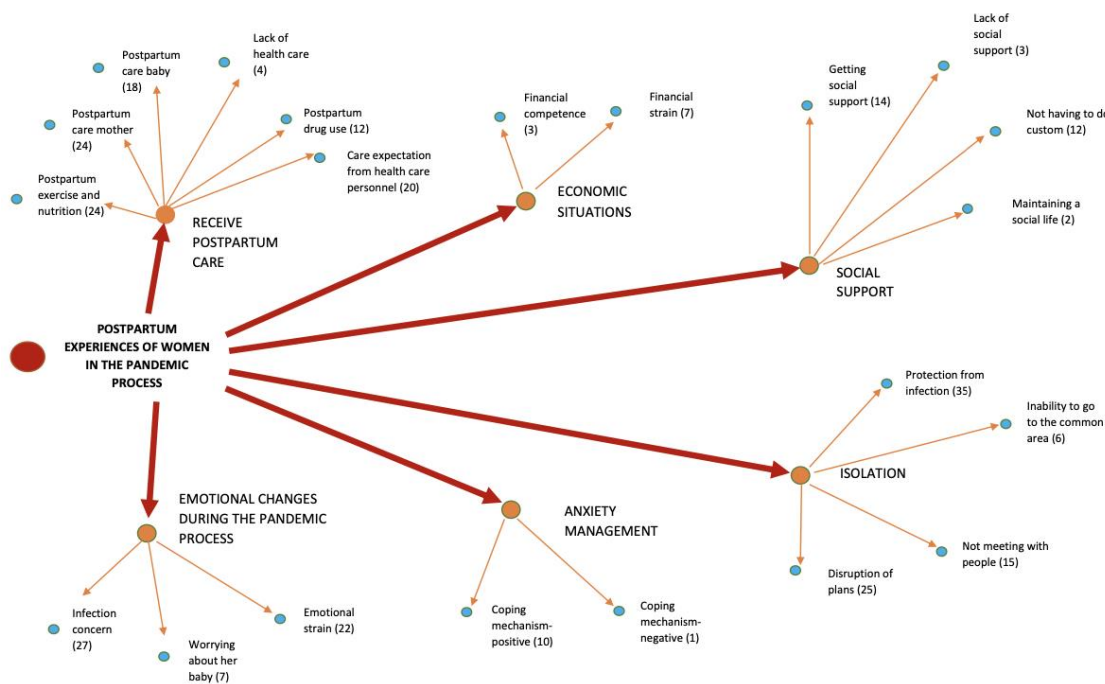 Lack of
health care
(4)
Postpartum
care baby
(18)
Postpartum
care mother
(24)
Postpartum
drug use (12)
Care expectation
from health care
personnel (20)
Postpartum
exercise and
nutrition (24)
RECEIVE
POSTPARTUM
CARE
Financial
competence
(3)
Financial
strain (7)
ECONOMIC
SITUATIONS
Lack of
social
support (3)
Getting
social
support (14)
Not having to do
custom (12)
Maintaining a
social life (2)
SOCIAL
SUPPORT
POSTPARTUM
EXPERIENCES OF WOMEN
IN THE PANDEMIC
PROCESS
Protection from
infection (35)
Inability to go
to the common
area (6)
ISOLATION
Not meeting with
people (15)
Disruption of
plans (25)
EMOTIONAL CHANGES
DURING THE PANDEMIC
PROCESS
Infection
concern
(27)
Worrying
about her
baby (7)
Emotional
strain (22)
ANXIETY
MANAGEMENT
Coping
mechanism-
positive (10)
Coping
mechanism-
negative (1)